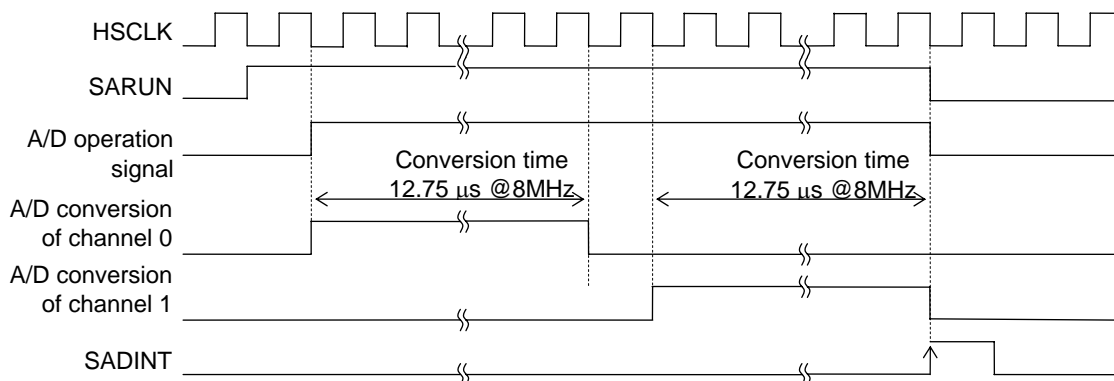 HSCLK
SARUN
A/D operation
signal
Conversion time
12.75 μs @8MHz
Conversion time
12.75 μs @8MHz
A/D conversion
of channel 0
A/D conversion
of channel 1
SADINT